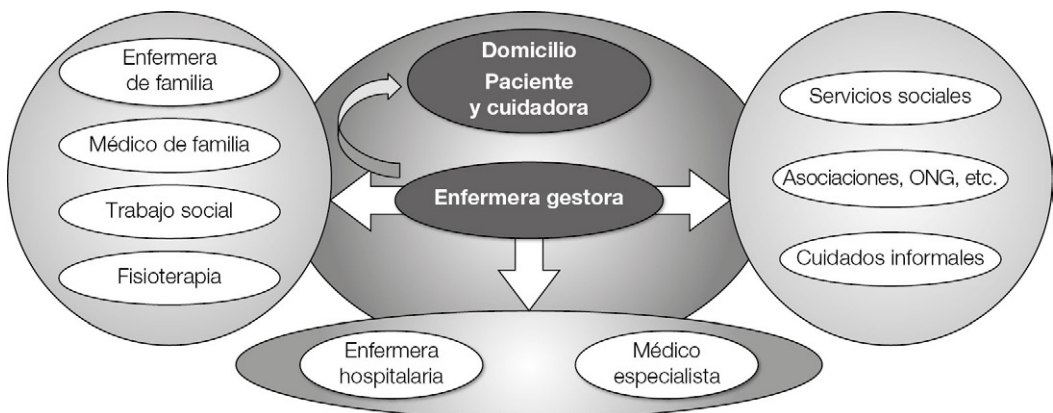 Enfermera
de familia
Médico de familia
Trabajo social
Fisioterapia
Domicilio
Paciente
y cuidadora
Enfermera gestora
Servicios sociales
Asociaciones, ONG, etc.
Cuidados informales
Enfermera
hospitalaria
Médico
especialista